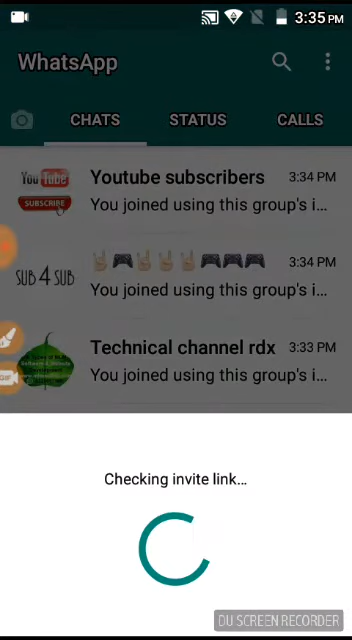 3:35 PM
WhatsApp
CHATS STATUS CALLS
You Tube
SUBSCRIBE
Youtube subscribers 3:34 PM
You joined using this group's i...
SUB 4 SUB
🤘🏻🎮🤘🏻🤘🏻🤘🏻🎮🎮🎮 3:34 PM
You joined using this group's i...
Technical channel rdx 3:33 PM
You joined using this group's i...
Checking invite link...
DU SCREEN RECORDER